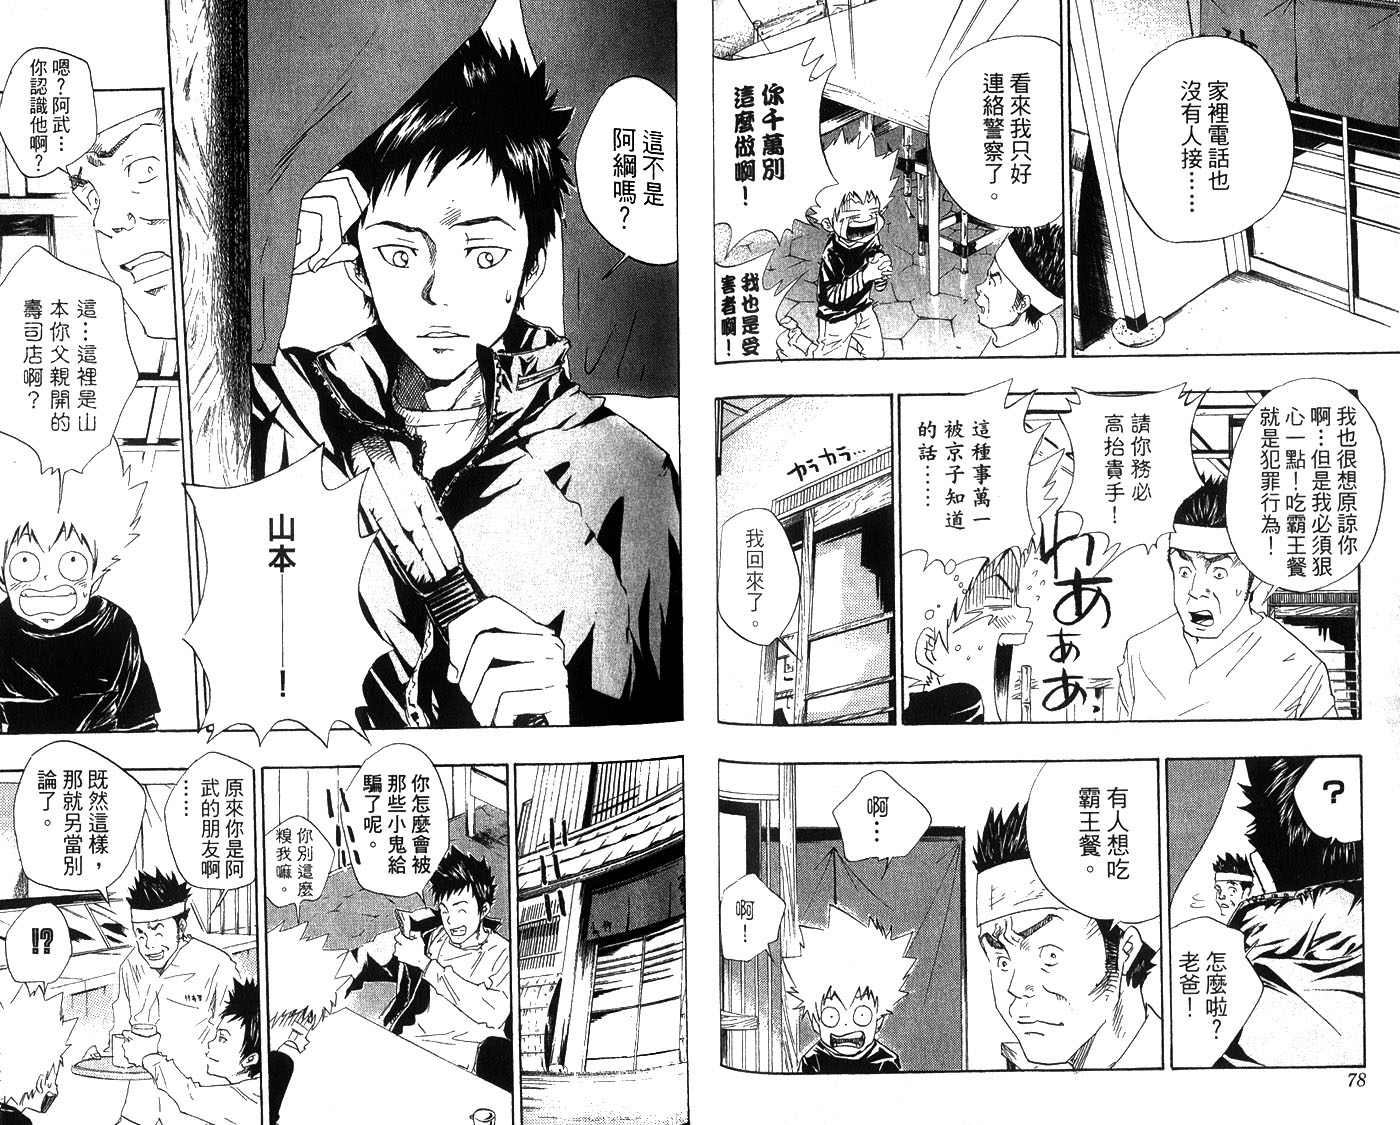 家裡電話也
沒有人接……
看來我只好
連絡警察了。
你千萬別
這麼做啊！
我也是受
害者啊！
我也很想原諒你
啊…但是我必須狠
心一點！吃霸王餐
就是犯罪行為！
請你務必
高抬貴手！
わあぁぁ！
這種事萬一
被京子知道
的話……
カラカラ…
我回來了。
？
怎麼啦？
老爸！
有人想吃
霸王餐。
啊…
啊！
78
這不是
阿綱嗎？
山本——！
嗯？阿武…
你認識他啊？
這…這裡是山
本你父親開的
壽司店啊？
你怎麼會被
那些小鬼給
騙了呢。
你別這麼
糗我嘛。
原來你是阿
武的朋友啊
……
既然這樣，
那就另當別
論了。
!?